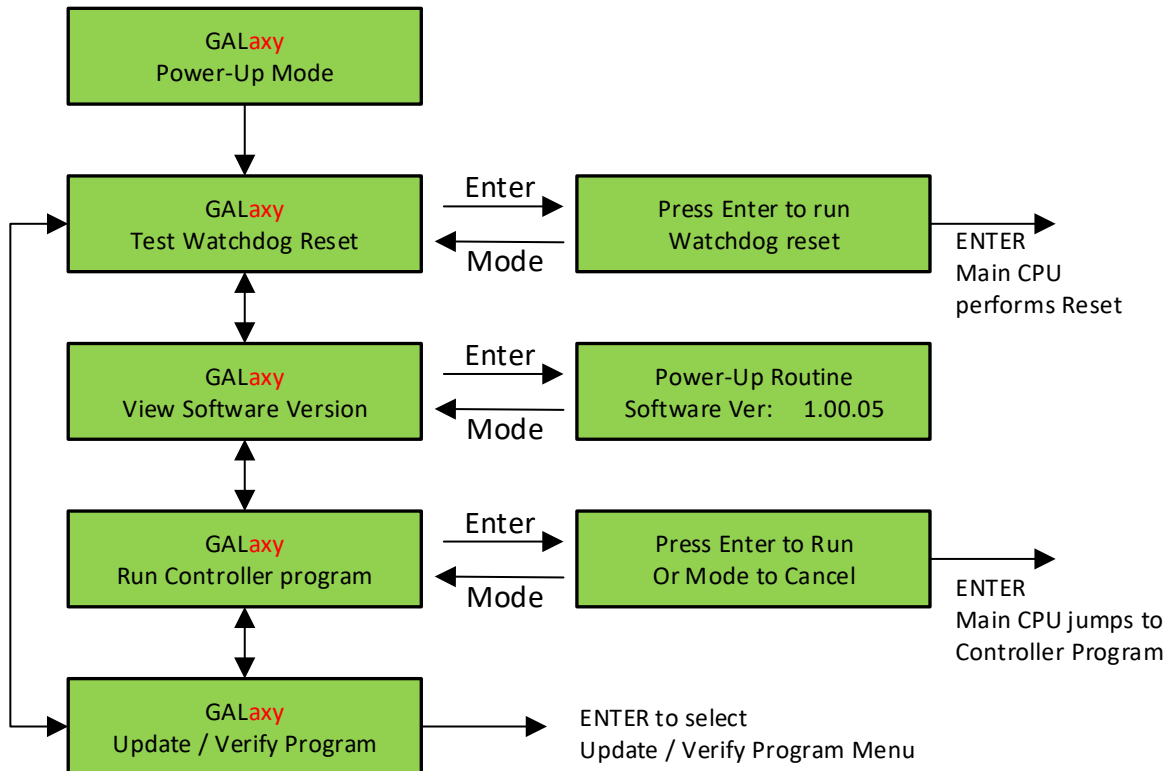 GALaxy
Power-Up Mode
GALaxy
Test Watchdog Reset
Enter
Mode
Press Enter to run
Watchdog reset
ENTER
Main CPU
performs Reset
GALaxy
View Software Version
Enter
Mode
Power-Up Routine
Software Ver: 1.00.05
GALaxy
Run Controller program
Enter
Mode
Press Enter to Run
Or Mode to Cancel
ENTER
Main CPU jumps to
Controller Program
GALaxy
Update / Verify Program
ENTER to select
Update / Verify Program Menu